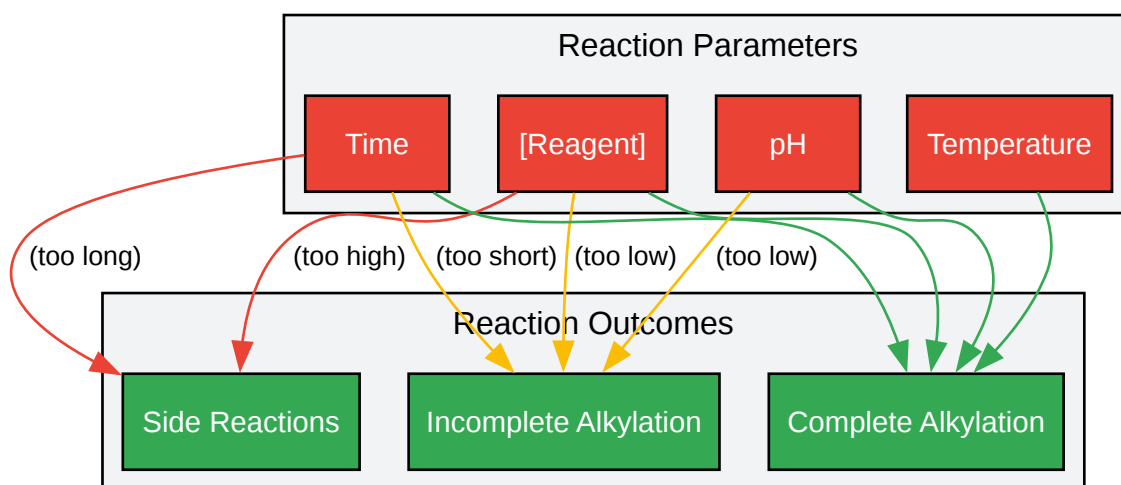 Reaction Parameters
Time
[Reagent]
pH
Temperature
(too long)
(too high)
(too short)
(too low)
(too low)
Reaction Outcomes
Side Reactions
Incomplete Alkylation
Complete Alkylation